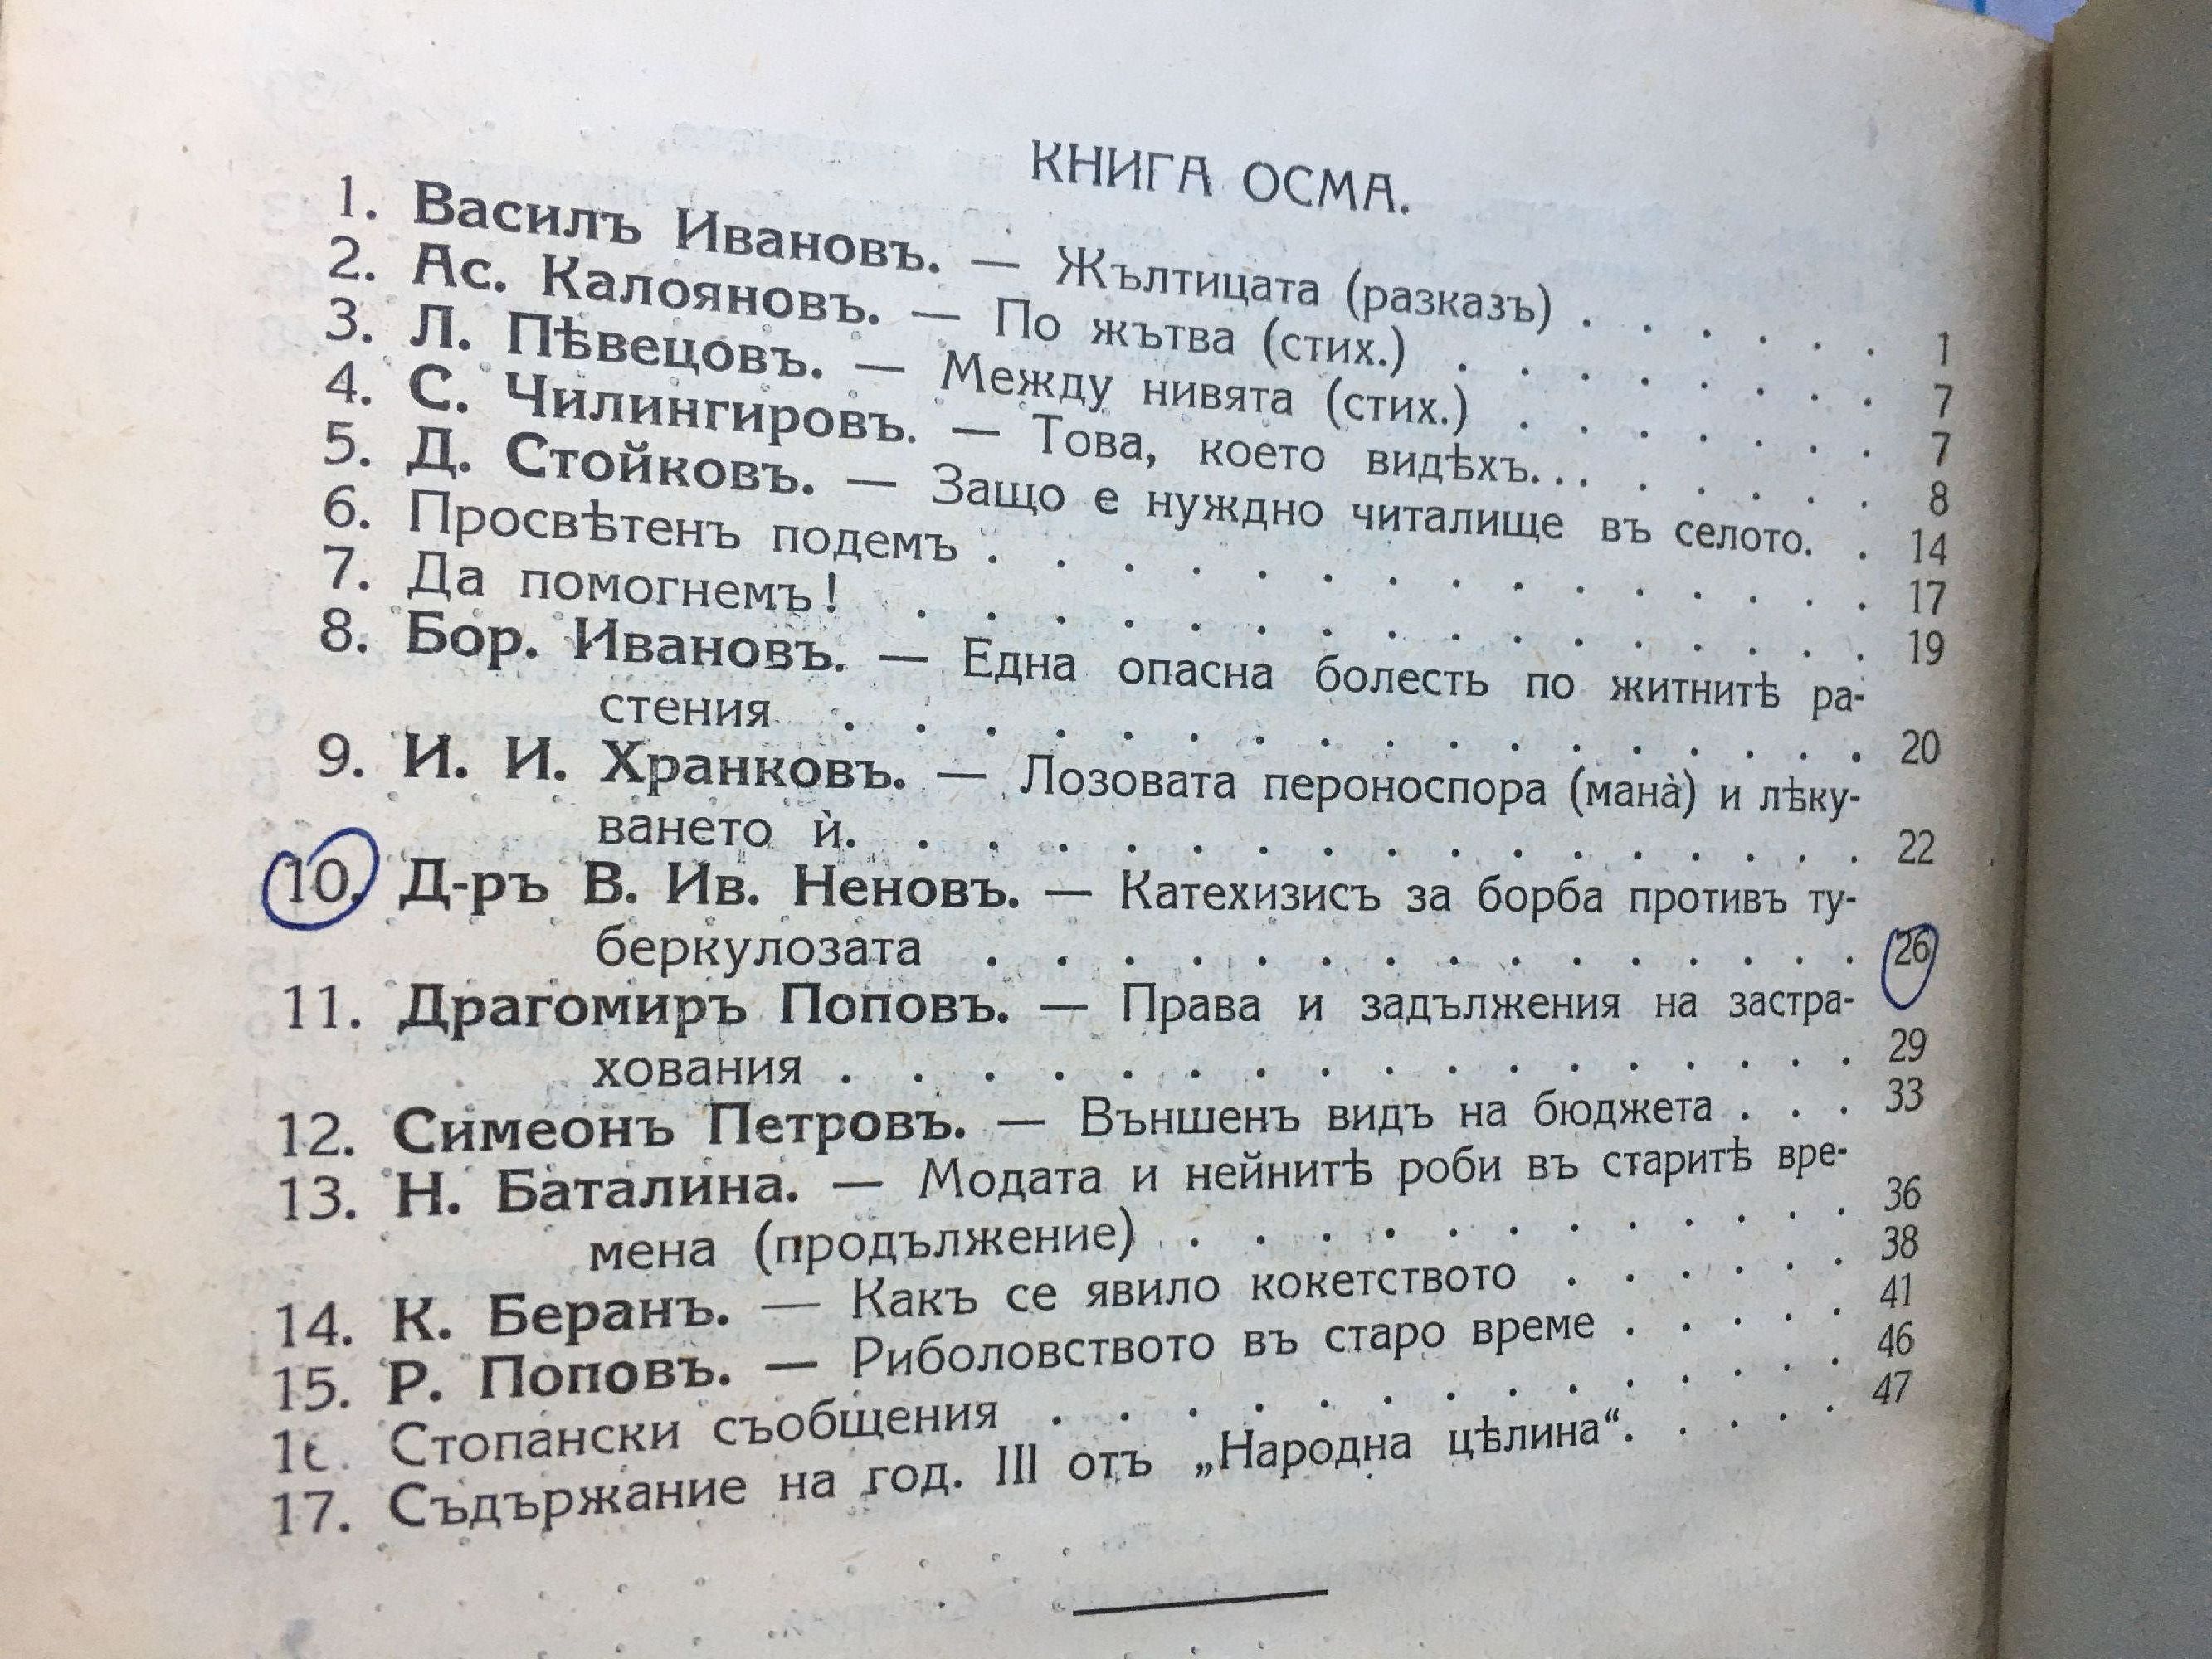 КНИГА ОСМА.
1. Василъ Ивановъ. — Жълтицата (разказъ) . . . . . . 1
2. Ас. Калояновъ. — По жътва (стих.) . . . . . . . . 7
3. Л. Пѣвецовъ. — Между нивята (стих.) . . . . . . . 7
4. С. Чилингировъ. — Това, което видѣхъ... . . . . . 8
5. Д. Стойковъ. — Защо е нуждно читалище въ селото. . 14
6. Просвѣтенъ подемъ . . . . . . . . . . . . . . 17
7. Да помогнемъ! . . . . . . . . . . . . . . . 19
8. Бор. Ивановъ. — Една опасна болесть по житнитѣ ра-
стения . . . . . . . . . . . . . . . . 20
9. И. И. Хранковъ. — Лозовата пероноспора (мана̀) и лѣку-
ването ѝ. . . . . . . . . . . . . . . . 22
10. Д-ръ В. Ив. Неновъ. — Катехизисъ за борба противъ ту-
беркулозата . . . . . . . . . . . . . . 26
11. Драгомиръ Поповъ. — Права и задължения на застра-
хования . . . . . . . . . . . . . . . . 29
12. Симеонъ Петровъ. — Външенъ видъ на бюджета . . . 33
13. Н. Баталина. — Модата и нейнитѣ роби въ старитѣ вре-
мена (продължение) . . . . . . . . . . . 36
14. К. Беранъ. — Какъ се явило кокетството . . . . . . 38
15. Р. Поповъ. — Риболовството въ старо време . . . . . 41
16. Стопански съобщения . . . . . . . . . . . . . 46
17. Съдържание на год. III отъ „Народна цѣлина“. . . . . 47